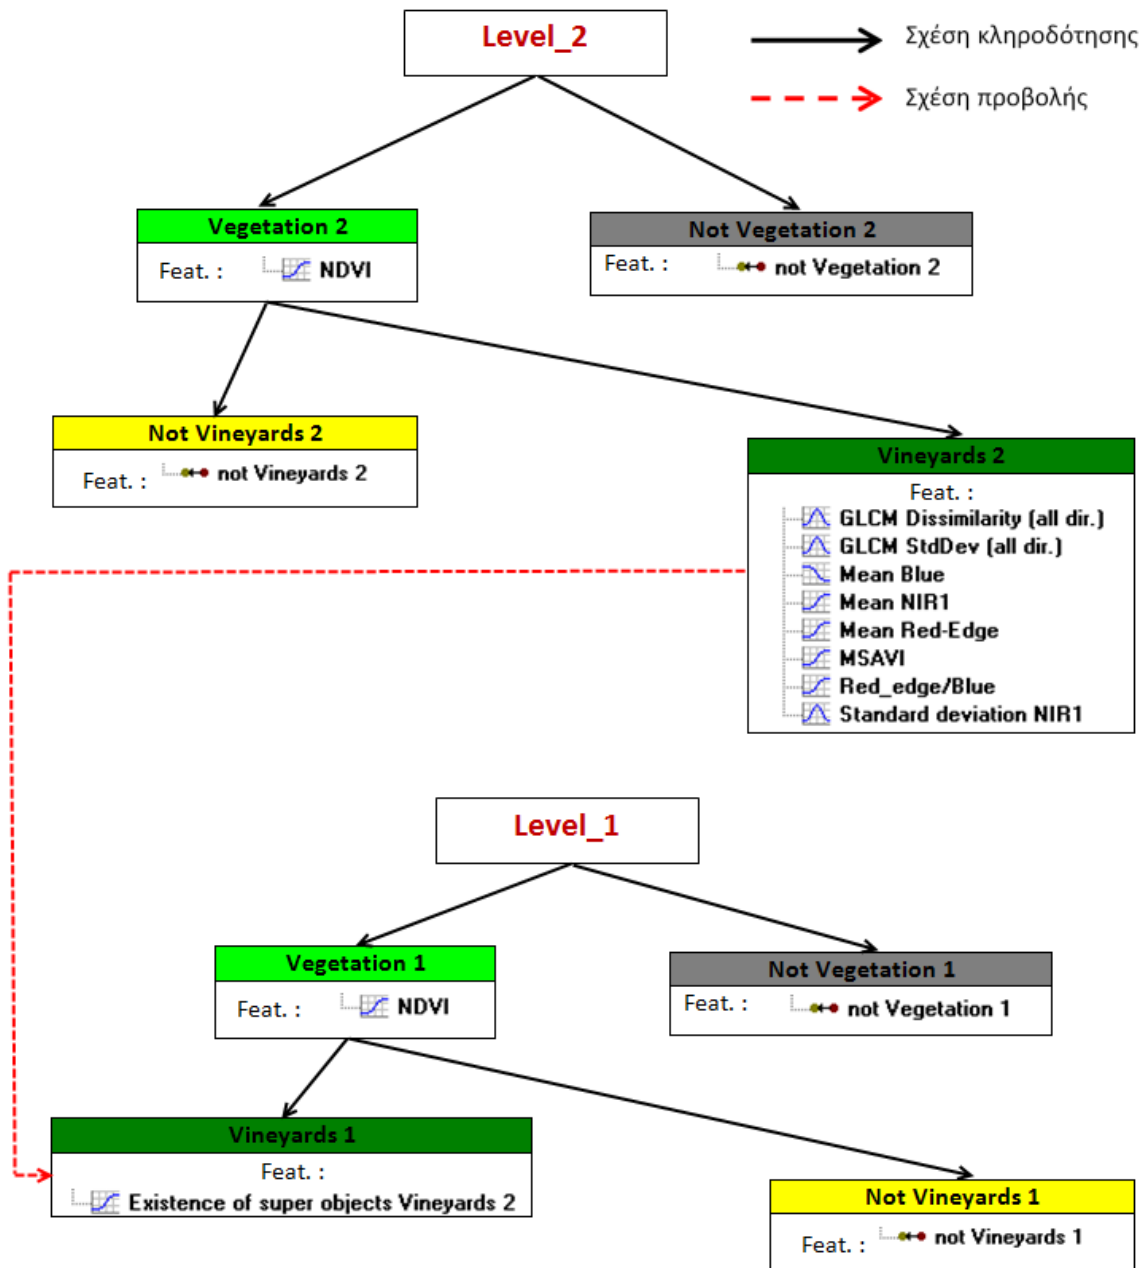 Level_2
Σχέση κληροδότησης
Σχέση προβολής
Vegetation 2
Feat. : NDVI
Not Vegetation 2
Feat. : not Vegetation 2
Not Vineyards 2
Feat. : not Vineyards 2
Vineyards 2
Feat. :
GLCM Dissimilarity (all dir.)
GLCM StdDev (all dir.)
Mean Blue
Mean NIR1
Mean Red-Edge
MSAVI
Red_edge/Blue
Standard deviation NIR1
Level_1
Vegetation 1
Feat. : NDVI
Not Vegetation 1
Feat. : not Vegetation 1
Vineyards 1
Feat. :
Existence of super objects Vineyards 2
Not Vineyards 1
Feat. : not Vineyards 1